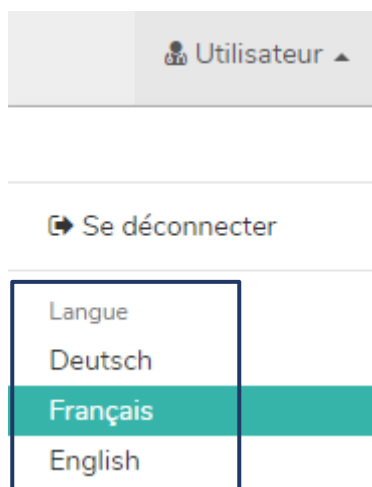 Utilisateur
Se déconnecter
Langue
Deutsch
Français
English